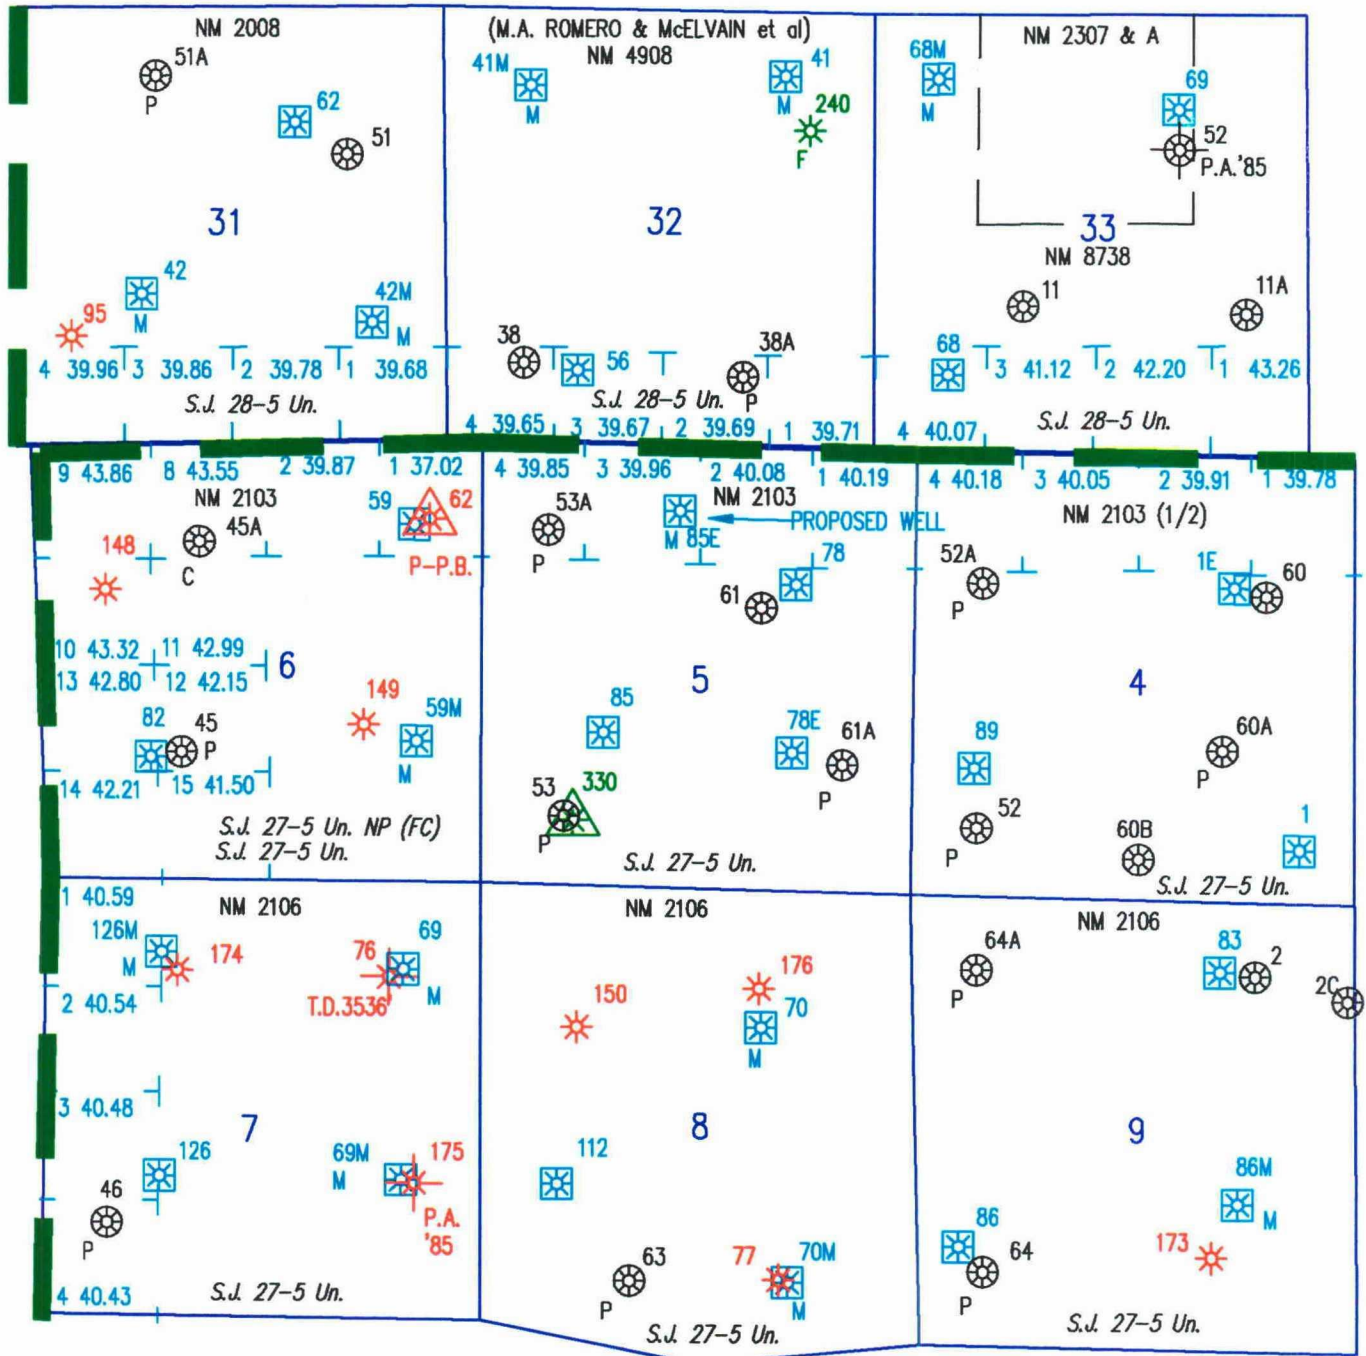 NM 2008
(M.A. ROMERO & McELVAIN et al)
NM 4908
NM 2307 & A
51A
P
62
51
41M
M
41
M
240
F
68M
M
69
52
P.A.'85
31
32
33
NM 8738
42
M
42M
M
95
38
56
38A
P
11
11A
68
4 39.96 3 39.86 2 39.78 1 39.68
3 41.12 2 42.20 1 43.26
S.J. 28-5 Un.
S.J. 28-5 Un.
S.J. 28-5 Un.
4 39.65 3 39.67 2 39.69 1 39.71
4 40.07
9 43.86 8 43.55 2 39.87 1 37.02
4 39.85 3 39.96 2 40.08 1 40.19
4 40.18 3 40.05 2 39.91 1 39.78
NM 2103
NM 2103
NM 2103 (1/2)
45A
C
148
59
62
P-P.B.
53A
P
M 85E
PROPOSED WELL
78
61
52A
P
1E
60
10 43.32 11 42.99
13 42.80 12 42.15
6
5
4
82
45
P
149
59M
M
14 42.21 15 41.50
85
78E
61A
P
53
P
330
89
60A
P
52
P
60B
1
S.J. 27-5 Un. NP (FC)
S.J. 27-5 Un.
S.J. 27-5 Un.
S.J. 27-5 Un.
1 40.59
NM 2106
NM 2106
NM 2106
126M
M
174
76
T.D.3536'
69
M
2 40.54
150
176
70
M
64A
P
83
2
2C
3 40.48
7
8
9
126
69M
M
175
P.A.
'85
46
P
112
63
P
77
70M
M
86
64
P
86M
M
173
4 40.43
S.J. 27-5 Un.
S.J. 27-5 Un.
S.J. 27-5 Un.